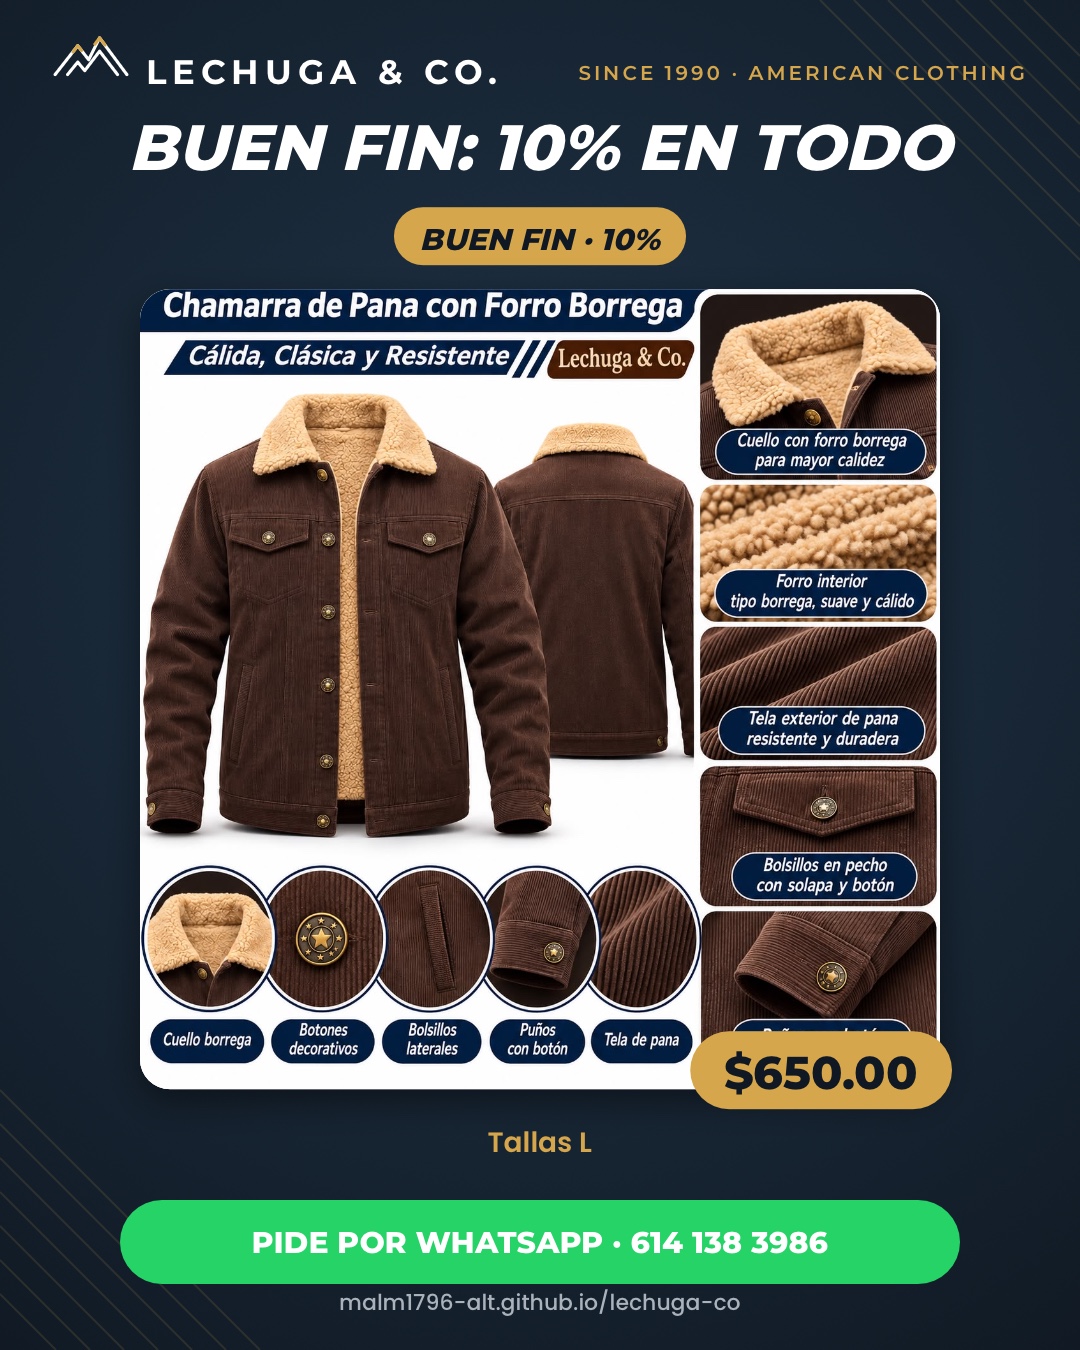 LECHUGA & CO.
SINCE 1990 · AMERICAN CLOTHING
BUEN FIN: 10% EN TODO
BUEN FIN · 10%
Chamarra de Pana con Forro Borrega
Cálida, Clásica y Resistente
Lechuga & Co.
Cuello con forro borrega
para mayor calidez
Forro interior
tipo borrega, suave y cálido
Tela exterior de pana
resistente y duradera
Bolsillos en pecho
con solapa y botón
Cuello borrega
Botones
decorativos
Bolsillos
laterales
Puños
con botón
Tela de pana
$650.00
Tallas L
PIDE POR WHATSAPP · 614 138 3986
malm1796-alt.github.io/lechuga-co